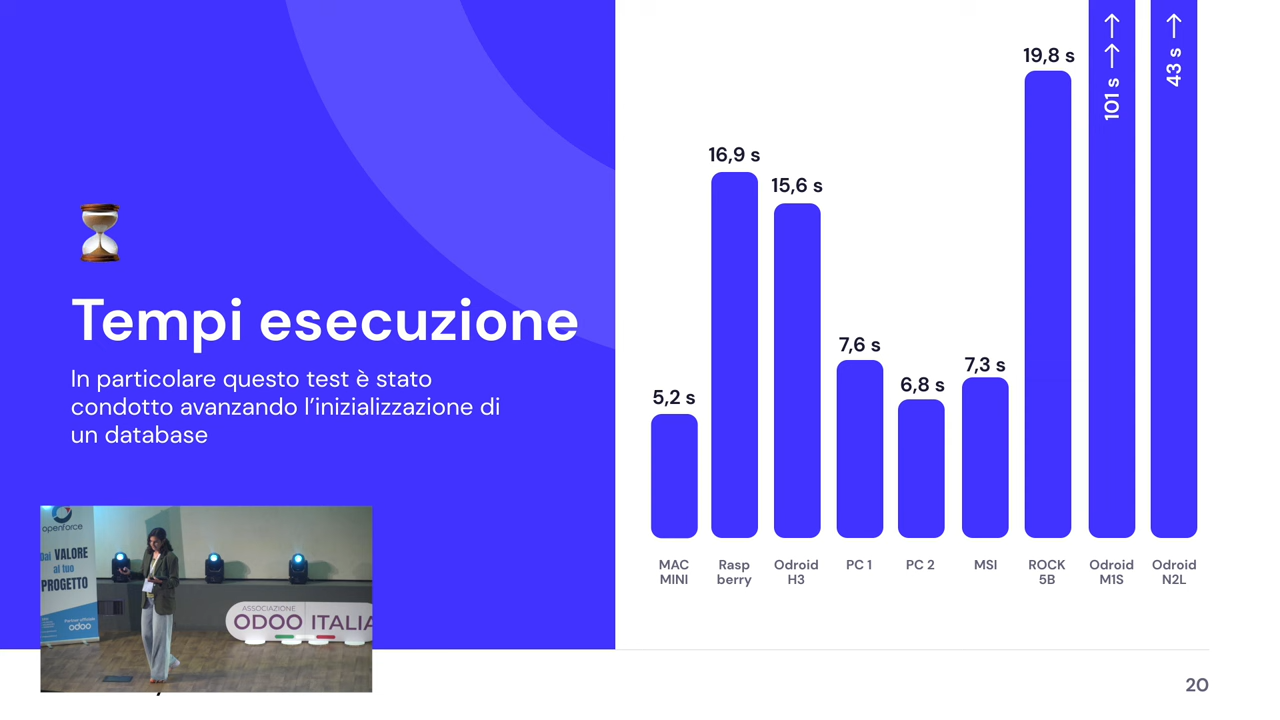 Tempi esecuzione
In particolare questo test è stato
condotto avanzando l’inizializzazione di
un database
5,2 s
16,9 s
15,6 s
7,6 s
6,8 s
7,3 s
19,8 s
101 s →→
43 s →
MAC
MINI
Rasp
berry
Odroid
H3
PC 1
PC 2
MSI
ROCK
5B
Odroid
M1S
Odroid
N2L
openforce
Dai VALORE
al tuo
PROGETTO
odoo
ASSOCIAZIONE
ODOO ITALIA
20